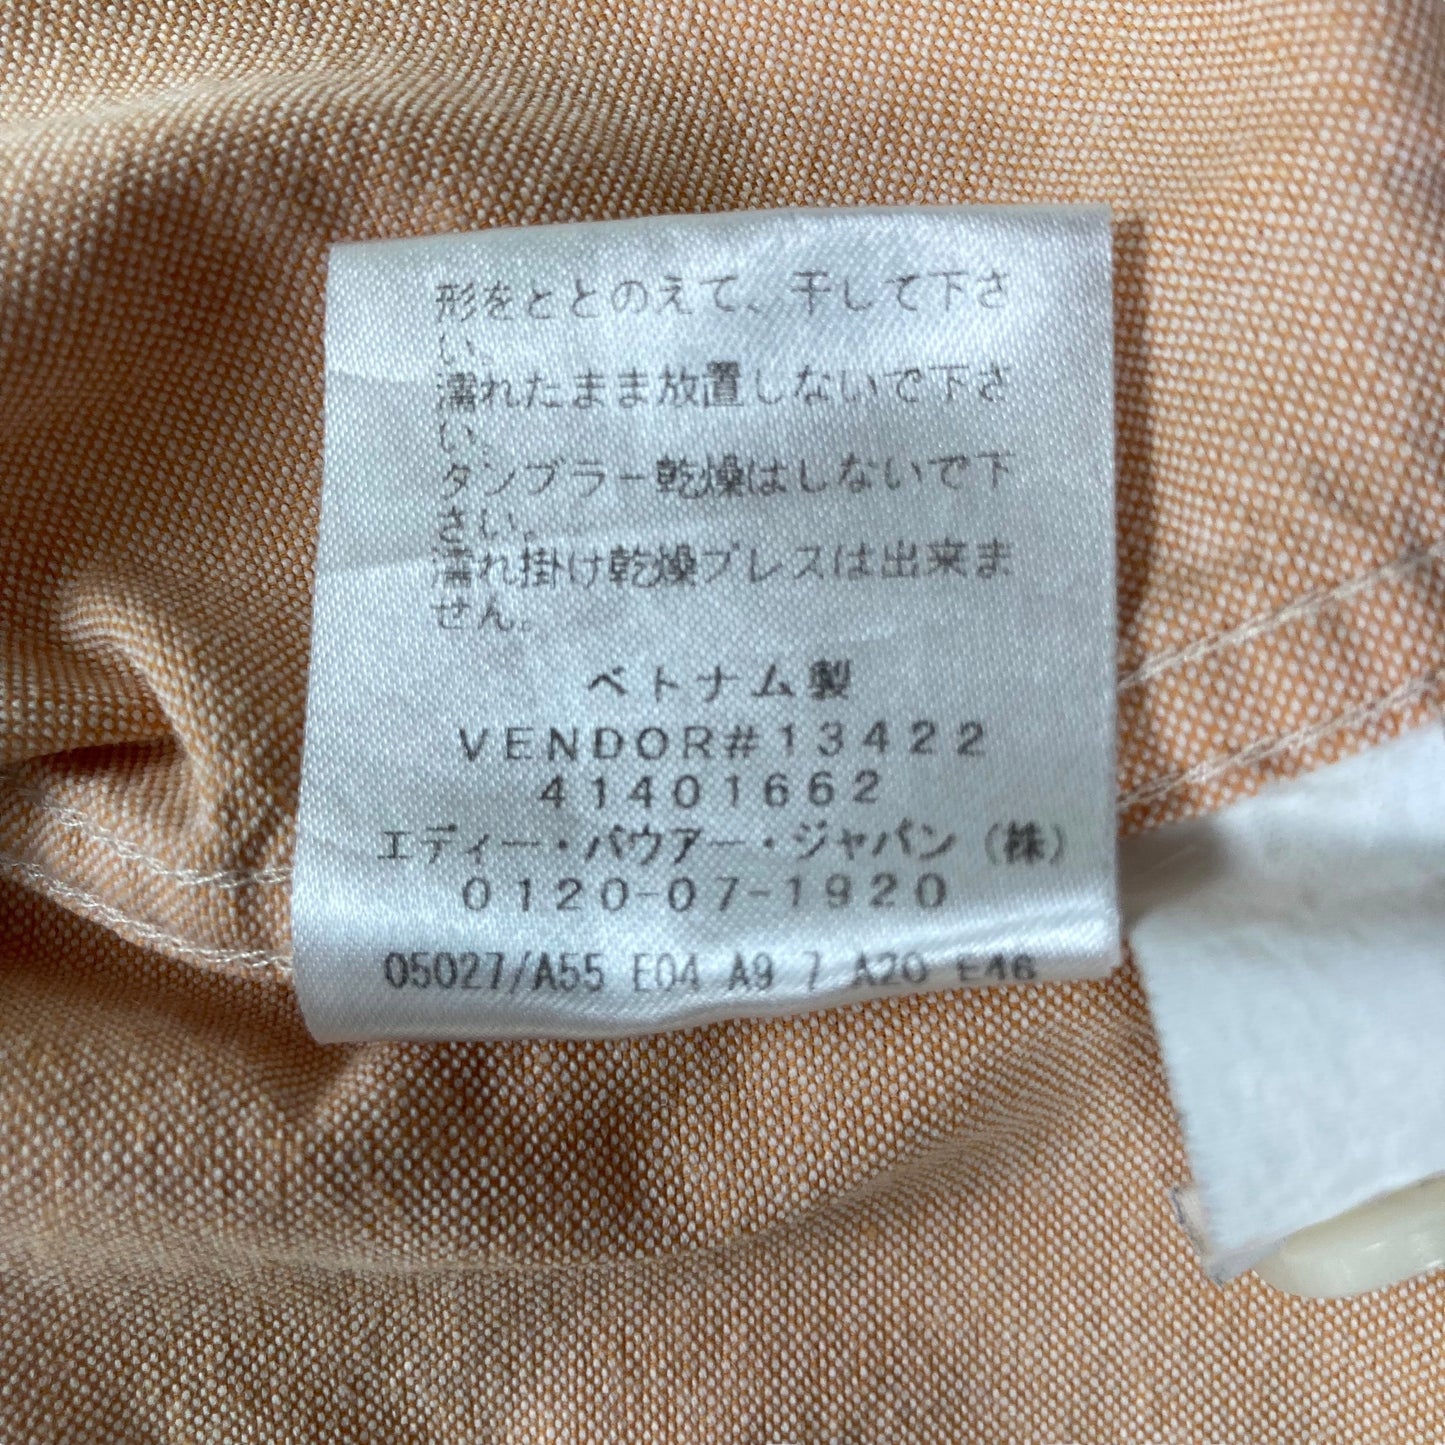 形をととのえて、干して下さ
い。
濡れたまま放置しないで下さ
い。
タンブラー乾燥はしないで下
さい。
濡れ掛け乾燥プレスは出来ま
せん。
ベトナム製
VENDOR#13422
41401662
エディー・バウアー・ジャパン（株）
0120-07-1920
05027/A55 E04 A9 7 A20 E46